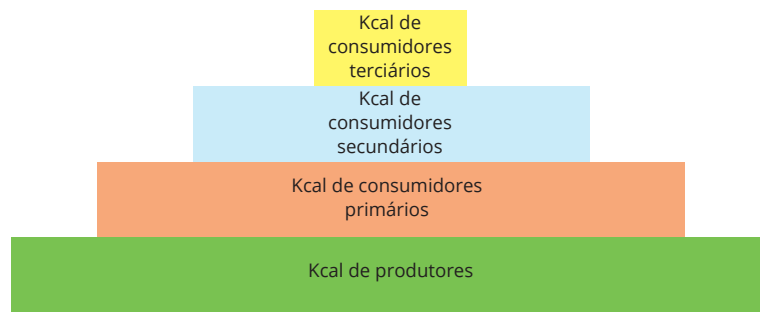 Kcal de
consumidores
terciários
Kcal de
consumidores
secundários
Kcal de consumidores
primários
Kcal de produtores